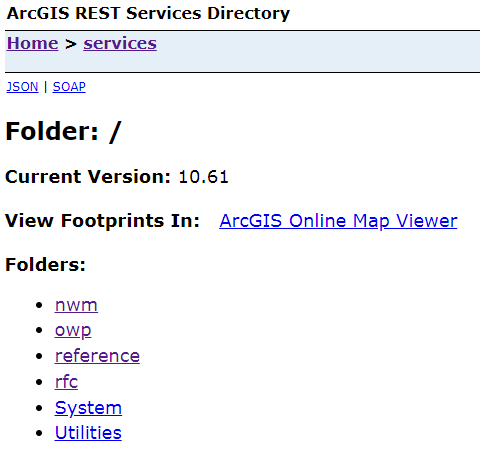 ArcGIS REST Services Directory
Home > services
JSON | SOAP
Folder: /
Current Version: 10.61
View Footprints In: ArcGIS Online Map Viewer
Folders:
• nwm
• owp
• reference
• rfc
• System
• Utilities